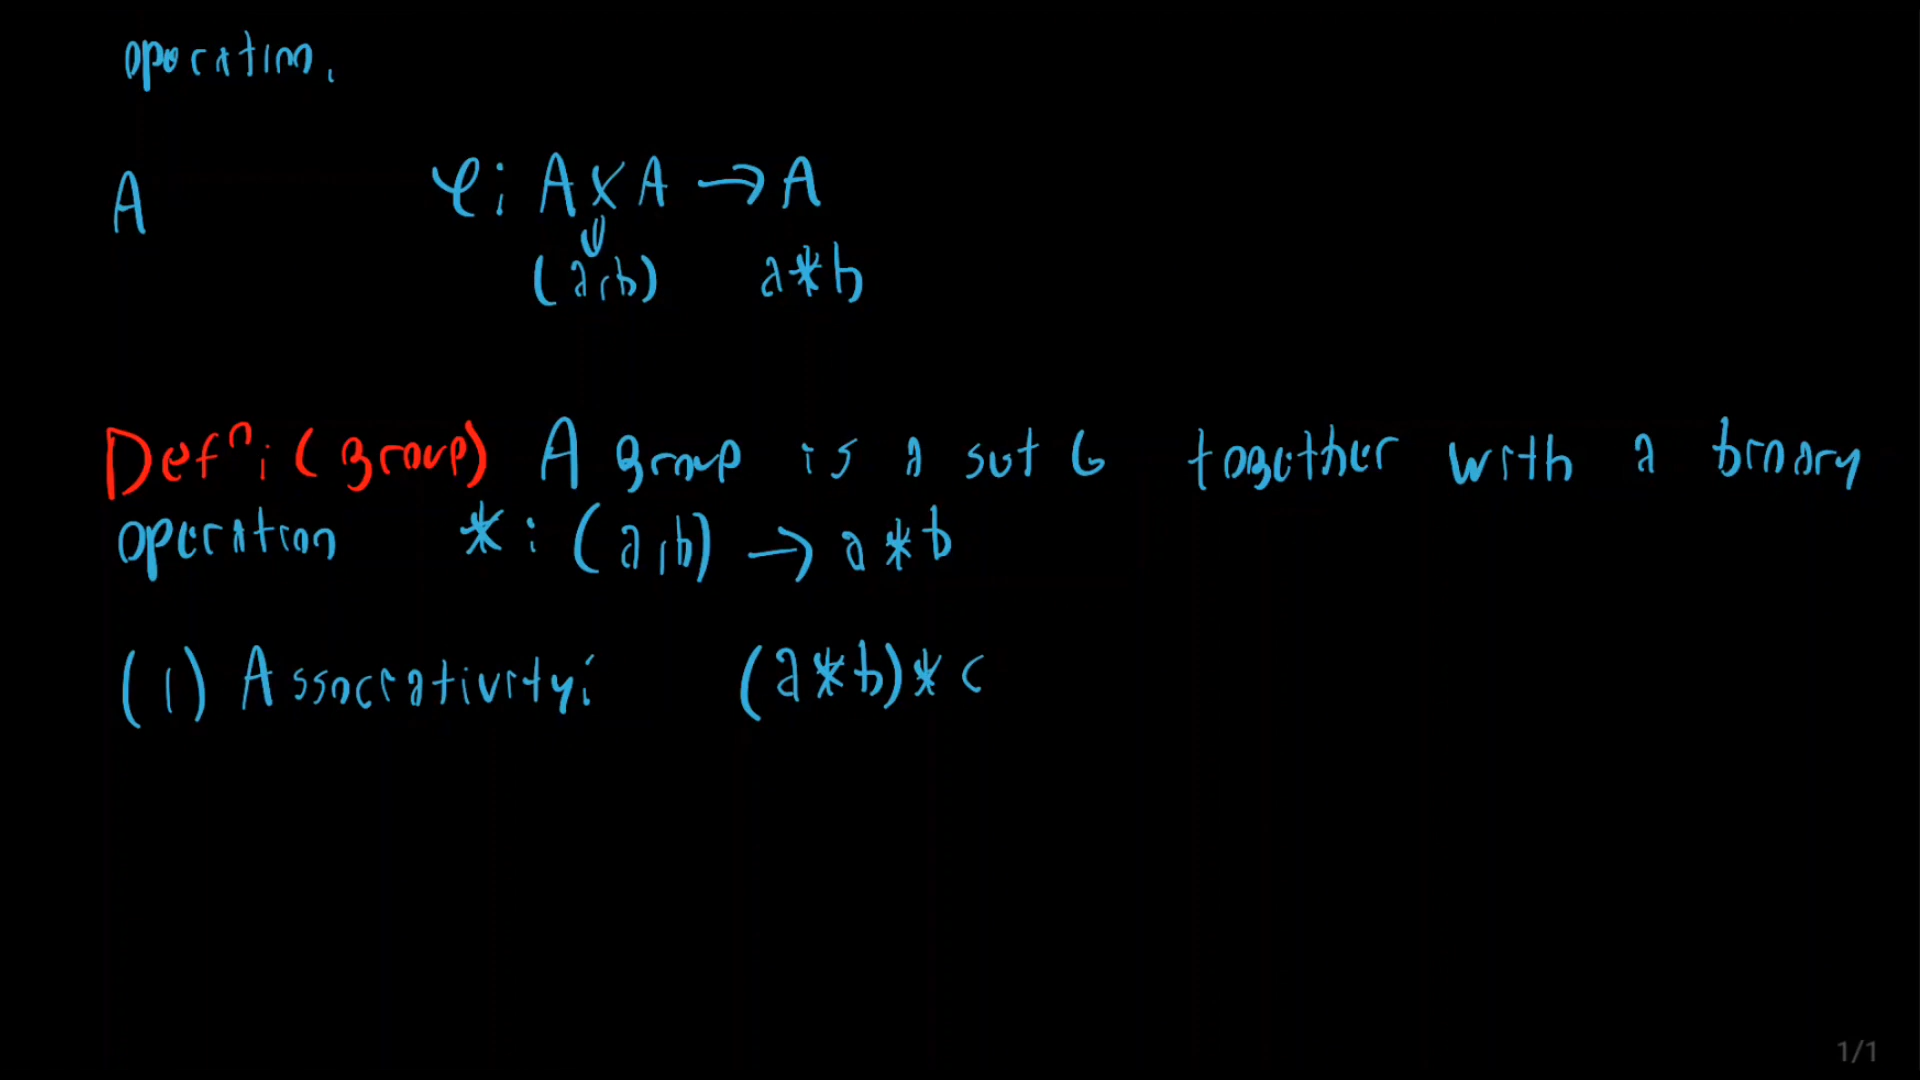 operation.
A φ: A x A → A
(a,b) a*b
Defⁿ: (group) A group is a set G together with a binary
operation *: (a,b) → a*b
(1) Associativity: (a*b)*c
1/1